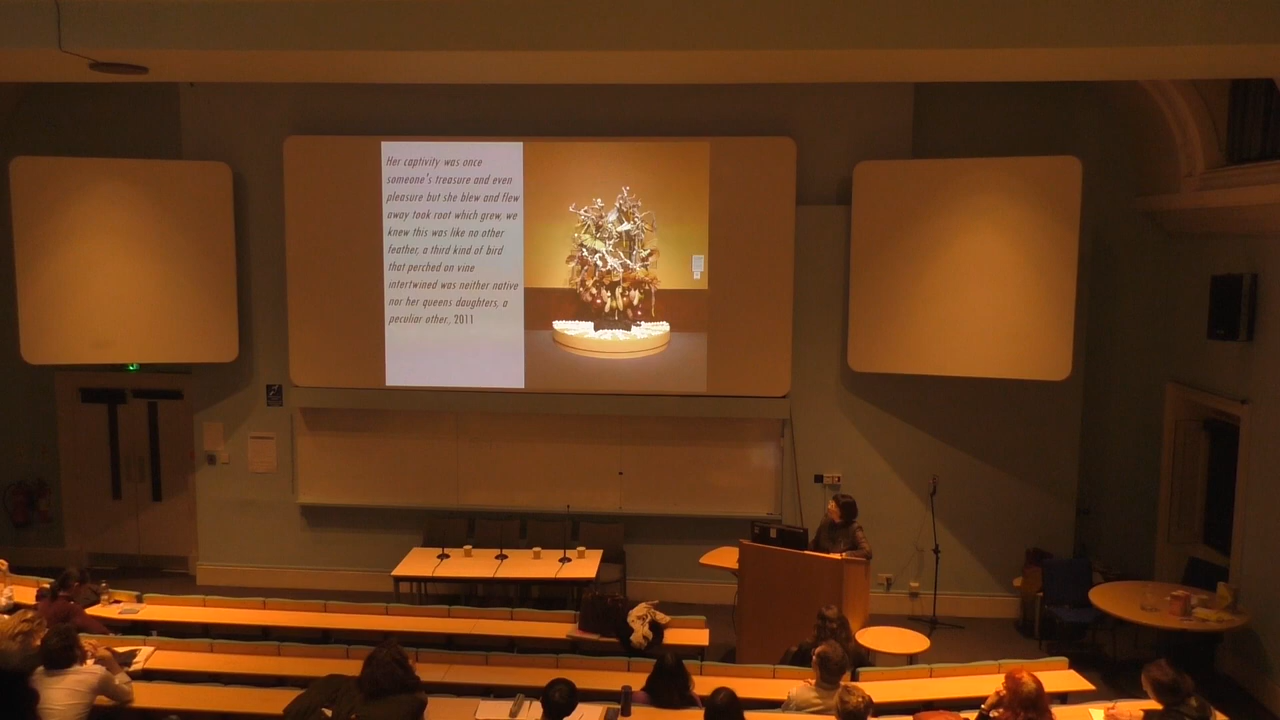 Her captivity was once
someone's treasure and even
pleasure but she blew and flew
away took root which grew, we
knew this was like no other
feather, a third kind of bird
that perched on vine
intertwined was neither native
nor her queens daughters, a
peculiar other., 2011